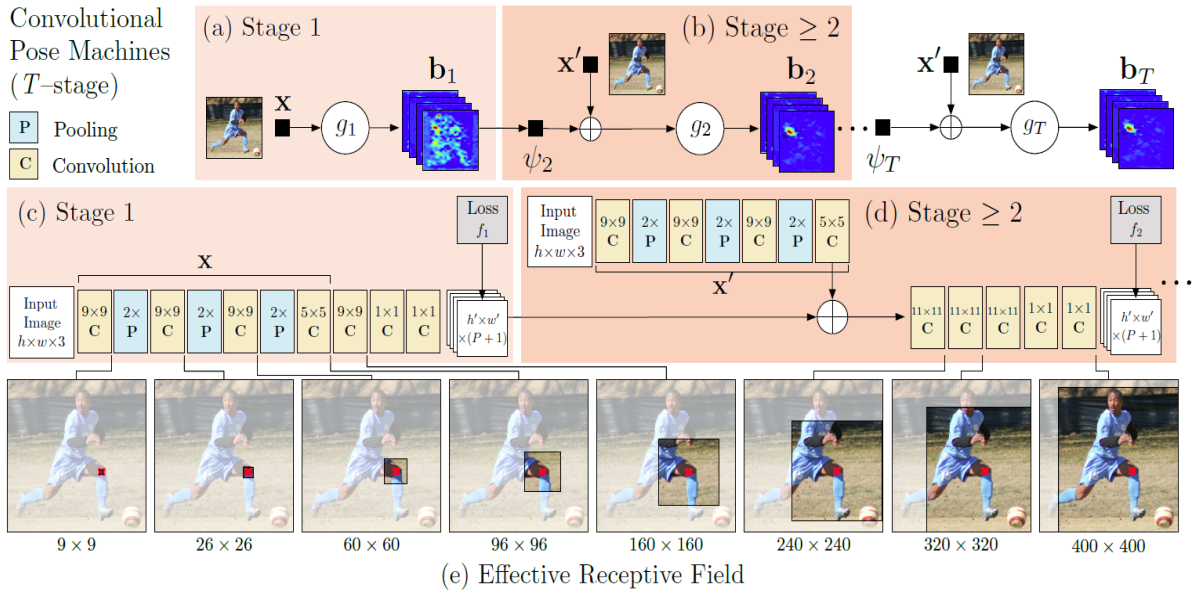 Convolutional
Pose Machines
(T–stage)
P Pooling
C Convolution
(a) Stage 1
x
g₁
b₁
(b) Stage ≥ 2
ψ₂
x′
g₂
b₂
···
ψ_T
x′
g_T
b_T
(c) Stage 1
Input
Image
h×w×3
x
9×9
C
2×
P
9×9
C
2×
P
9×9
C
2×
P
5×5
C
9×9
C
1×1
C
1×1
C
Loss
f₁
h′×w′
×(P+1)
(d) Stage ≥ 2
Input
Image
h×w×3
9×9
C
2×
P
9×9
C
2×
P
9×9
C
2×
P
5×5
C
x′
11×11
C
11×11
C
11×11
C
1×1
C
1×1
C
Loss
f₂
h′×w′
×(P+1)
···
9 × 9
26 × 26
60 × 60
96 × 96
160 × 160
240 × 240
320 × 320
400 × 400
(e) Effective Receptive Field